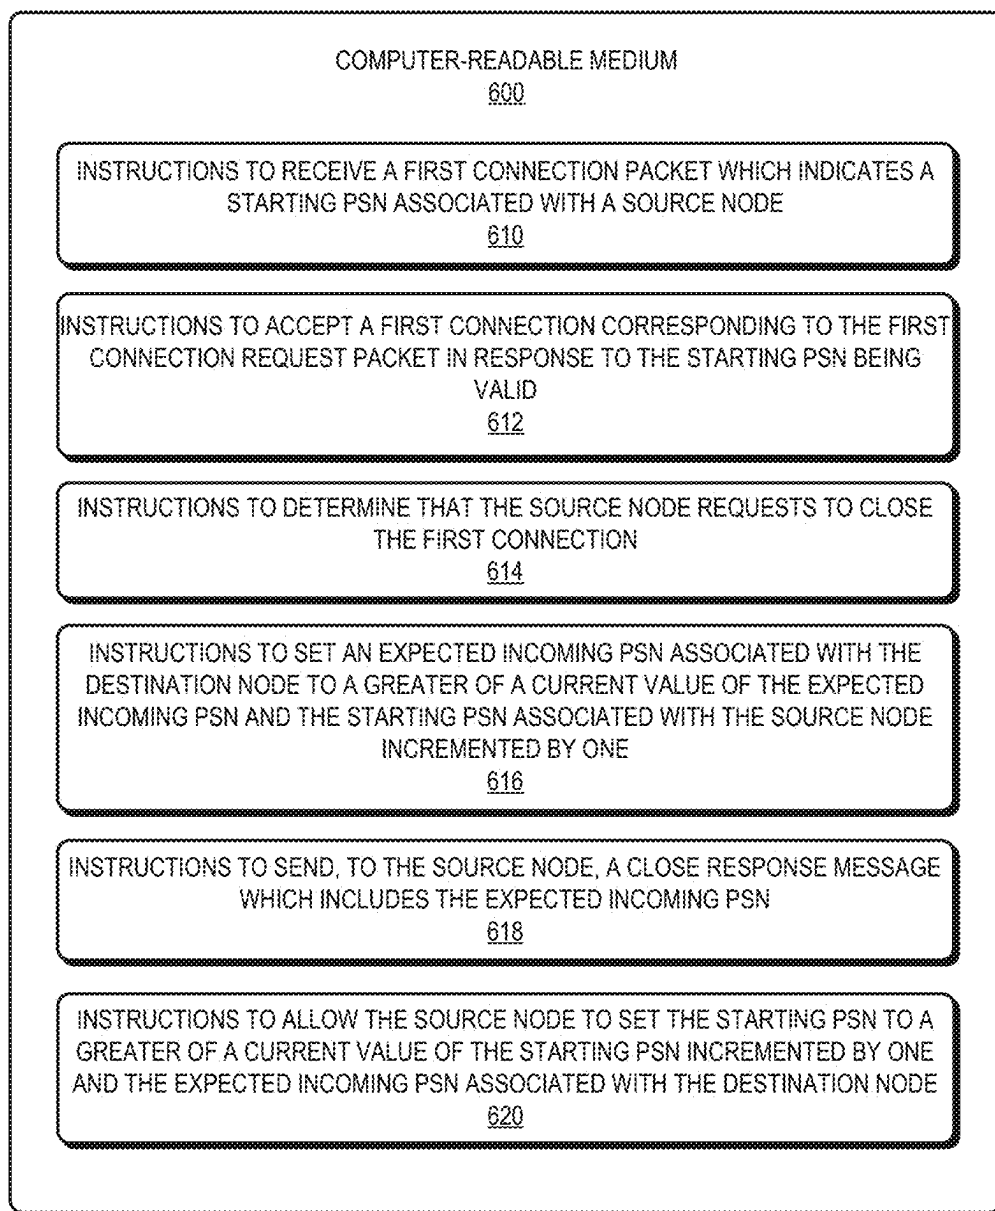 COMPUTER-READABLE MEDIUM
600
INSTRUCTIONS TO RECEIVE A FIRST CONNECTION PACKET WHICH INDICATES A
STARTING PSN ASSOCIATED WITH A SOURCE NODE
610
INSTRUCTIONS TO ACCEPT A FIRST CONNECTION CORRESPONDING TO THE FIRST
CONNECTION REQUEST PACKET IN RESPONSE TO THE STARTING PSN BEING
VALID
612
INSTRUCTIONS TO DETERMINE THAT THE SOURCE NODE REQUESTS TO CLOSE
THE FIRST CONNECTION
614
INSTRUCTIONS TO SET AN EXPECTED INCOMING PSN ASSOCIATED WITH THE
DESTINATION NODE TO A GREATER OF A CURRENT VALUE OF THE EXPECTED
INCOMING PSN AND THE STARTING PSN ASSOCIATED WITH THE SOURCE NODE
INCREMENTED BY ONE
616
INSTRUCTIONS TO SEND, TO THE SOURCE NODE, A CLOSE RESPONSE MESSAGE
WHICH INCLUDES THE EXPECTED INCOMING PSN
618
INSTRUCTIONS TO ALLOW THE SOURCE NODE TO SET THE STARTING PSN TO A
GREATER OF A CURRENT VALUE OF THE STARTING PSN INCREMENTED BY ONE
AND THE EXPECTED INCOMING PSN ASSOCIATED WITH THE DESTINATION NODE
620